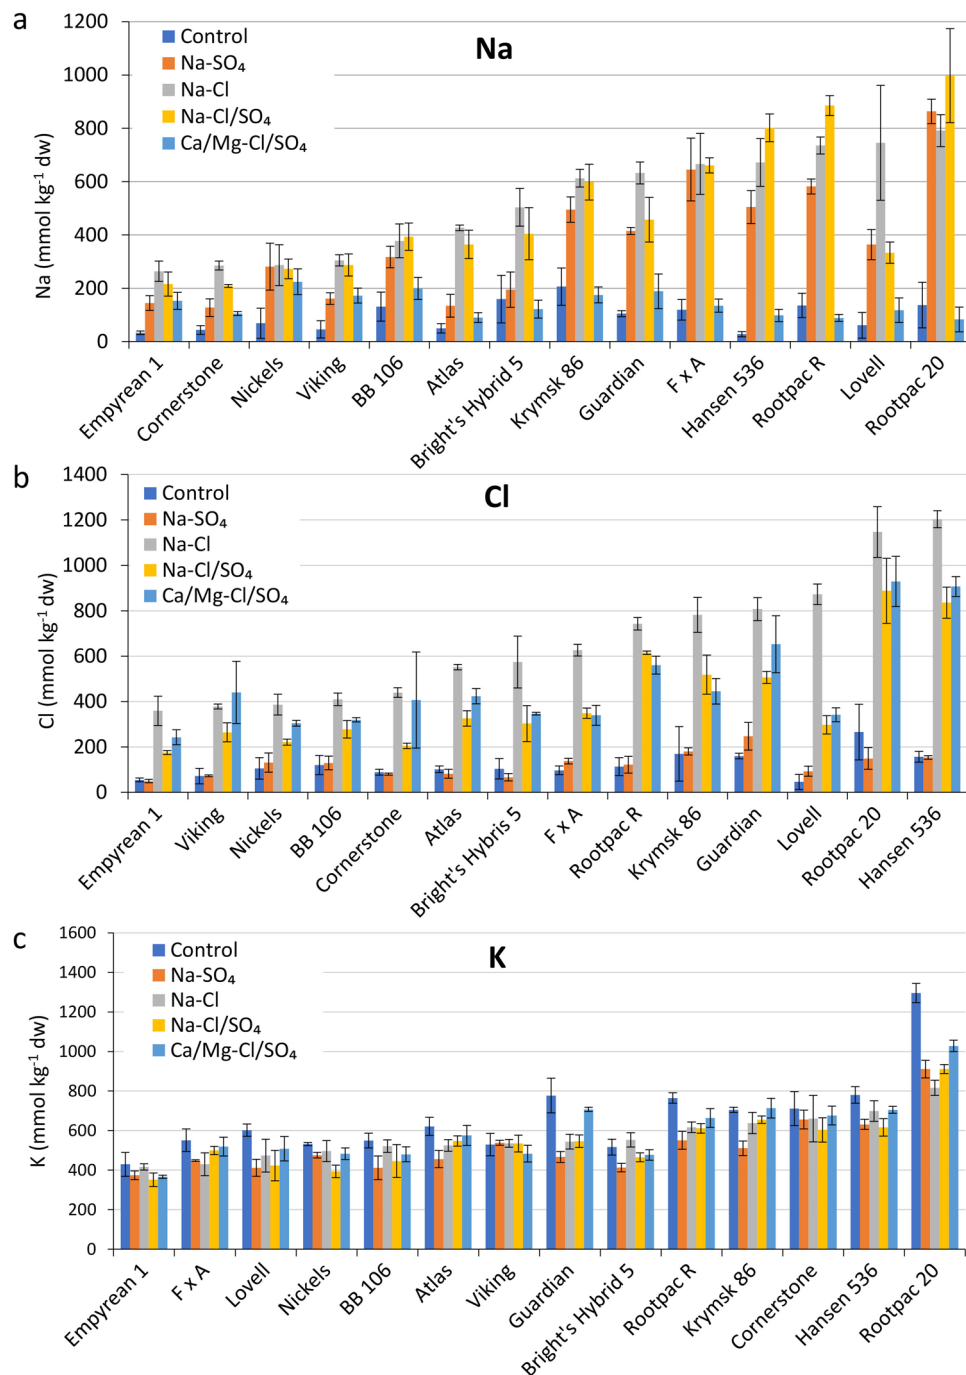 a
Na
Control
Na-SO₄
Na-Cl
Na-Cl/SO₄
Ca/Mg-Cl/SO₄
Na (mmol kg⁻¹ dw)
1200
1000
800
600
400
200
0
Empyrean 1
Cornerstone
Nickels
Viking
BB 106
Atlas
Bright's Hybrid 5
Krymsk 86
Guardian
F x A
Hansen 536
Rootpac R
Lovell
Rootpac 20
b
Cl
Control
Na-SO₄
Na-Cl
Na-Cl/SO₄
Ca/Mg-Cl/SO₄
Cl (mmol kg⁻¹ dw)
1400
1200
1000
800
600
400
200
0
Empyrean 1
Viking
Nickels
BB 106
Cornerstone
Atlas
Bright's Hybris 5
F x A
Rootpac R
Krymsk 86
Guardian
Lovell
Rootpac 20
Hansen 536
c
K
Control
Na-SO₄
Na-Cl
Na-Cl/SO₄
Ca/Mg-Cl/SO₄
K (mmol kg⁻¹ dw)
1600
1400
1200
1000
800
600
400
200
0
Empyrean 1
F x A
Lovell
Nickels
BB 106
Atlas
Viking
Guardian
Bright's Hybrid 5
Rootpac R
Krymsk 86
Cornerstone
Hansen 536
Rootpac 20